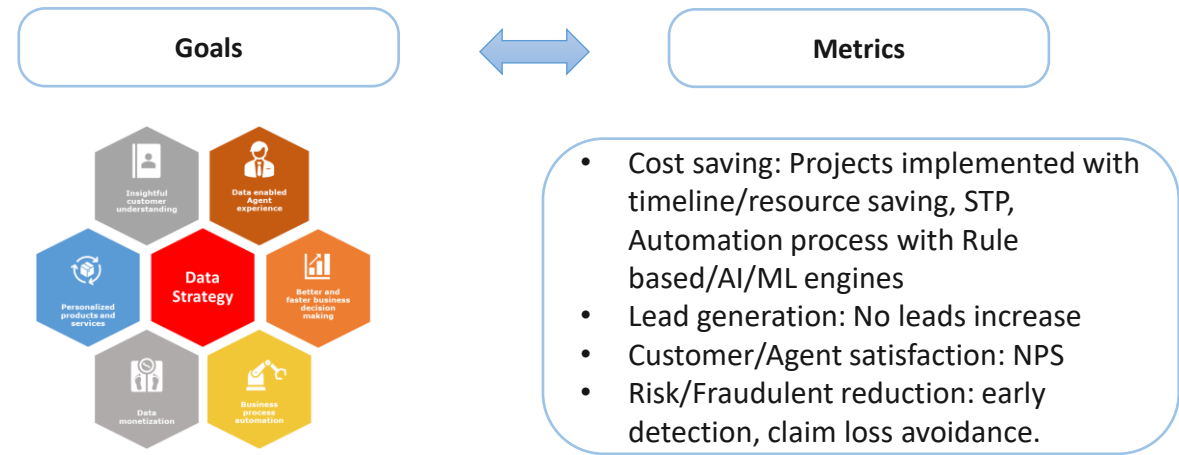 Goals
Metrics
Insightful
customer
understanding
Data enabled
Agent
experience
Personalized
products and
services
Data
Strategy
Better and
faster business
decision
making
Data
monetization
Business
process
automation
• Cost saving: Projects implemented with
timeline/resource saving, STP,
Automation process with Rule
based/AI/ML engines
• Lead generation: No leads increase
• Customer/Agent satisfaction: NPS
• Risk/Fraudulent reduction: early
detection, claim loss avoidance.